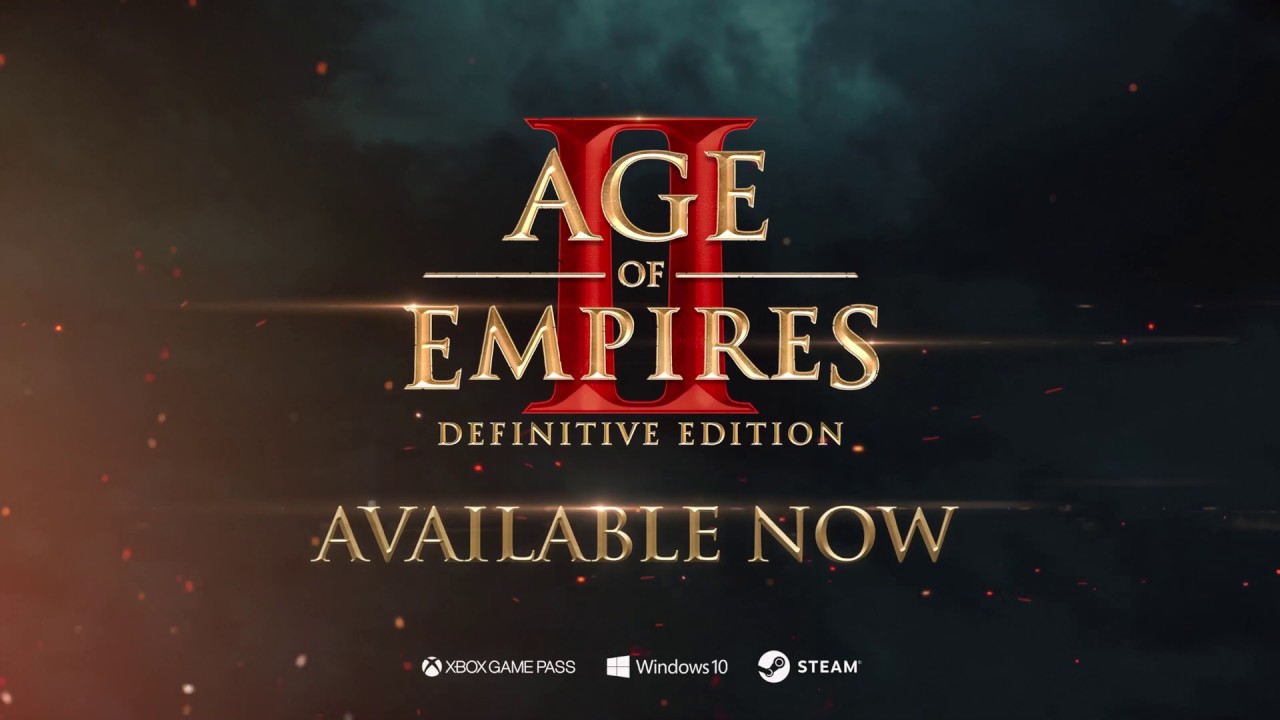 II
AGE
OF
EMPIRES
DEFINITIVE EDITION
AVAILABLE NOW
XBOX GAME PASS Windows 10 STEAM®